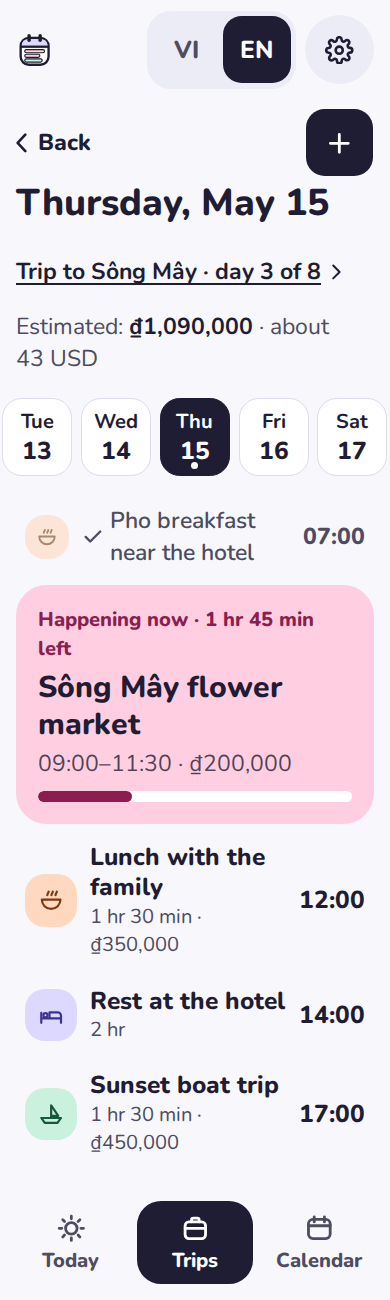 VI EN
Back
Thursday, May 15
Trip to Sông Mây · day 3 of 8
Estimated: ₫1,090,000 · about
43 USD
Tue Wed Thu Fri Sat
13 14 15 16 17
Pho breakfast
near the hotel
07:00
Happening now · 1 hr 45 min
left
Sông Mây flower
market
09:00–11:30 · ₫200,000
Lunch with the
family
1 hr 30 min ·
₫350,000
12:00
Rest at the hotel
2 hr
14:00
Sunset boat trip
1 hr 30 min ·
₫450,000
17:00
Today Trips Calendar